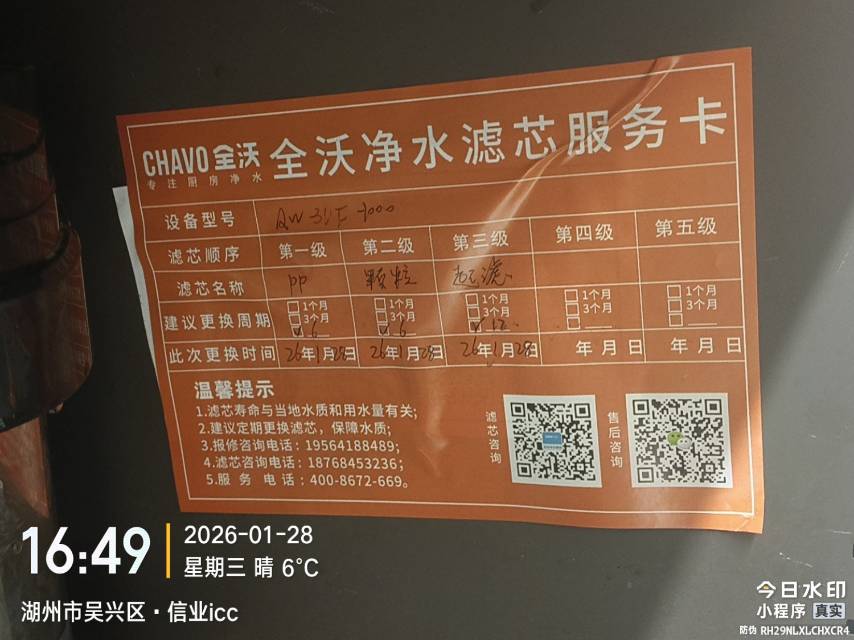 CHAVO 全沃
专注厨房净水
全沃净水滤芯服务卡
设备型号
滤芯顺序 第一级 第二级 第三级 第四级 第五级
滤芯名称 PP 颗粒 超滤
建议更换周期 1个月 1个月 1个月 1个月 1个月
3个月 3个月 3个月 3个月 3个月
6 6 12
此次更换时间 26年1月28日 26年1月28日 26年1月28日 年月日 年月日
温馨提示
1.滤芯寿命与当地水质和用水量有关;
2.建议定期更换滤芯，保障水质;
3.报修咨询电话：19564188489;
4.滤芯咨询电话：18768453236;
5.服务电话:400-8672-669。
滤芯咨询
售后咨询
16:49
2026-01-28
星期三 晴 6℃
湖州市吴兴区·信业icc
今日水印
小程序 真实
防伪 RH29NLXLCHXCR4